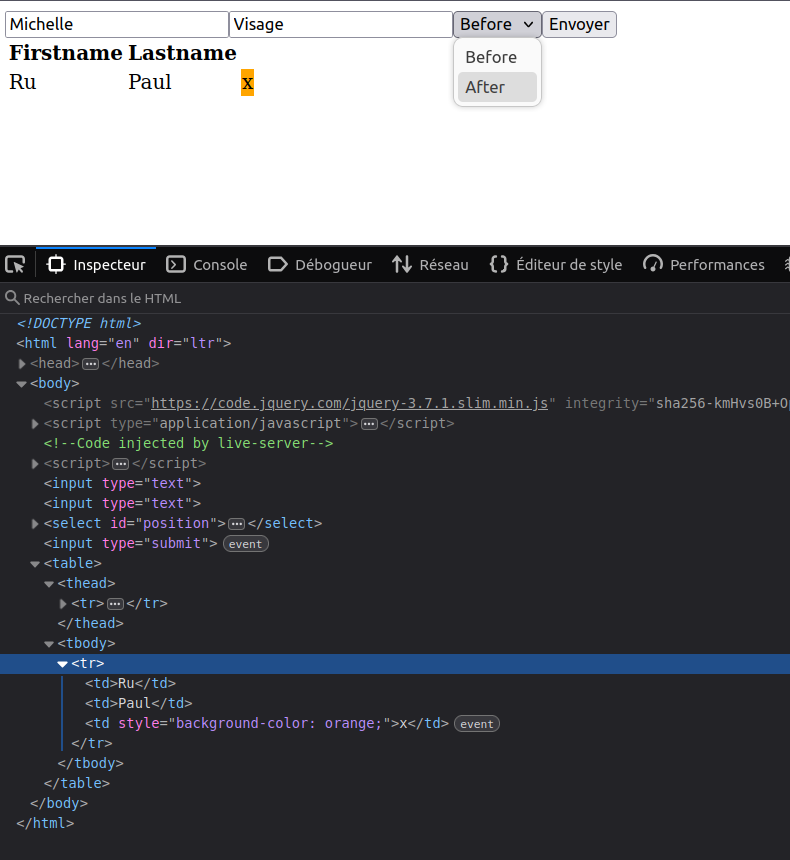 Michelle Visage Before Envoyer
Firstname Lastname Before
Ru Paul x After
Inspecteur Console Débogueur Réseau {} Éditeur de style Performances
Rechercher dans le HTML
<!DOCTYPE html>
<html lang="en" dir="ltr">
<head>···</head>
<body>
<script src="https://code.jquery.com/jquery-3.7.1.slim.min.js" integrity="sha256-kmHvs0B+Op
<script type="application/javascript">···</script>
<!--Code injected by live-server-->
<script>···</script>
<input type="text">
<input type="text">
<select id="position">···</select>
<input type="submit"> event
<table>
<thead>
<tr>···</tr>
</thead>
<tbody>
<tr>
<td>Ru</td>
<td>Paul</td>
<td style="background-color: orange;">x</td> event
</tr>
</tbody>
</table>
</body>
</html>